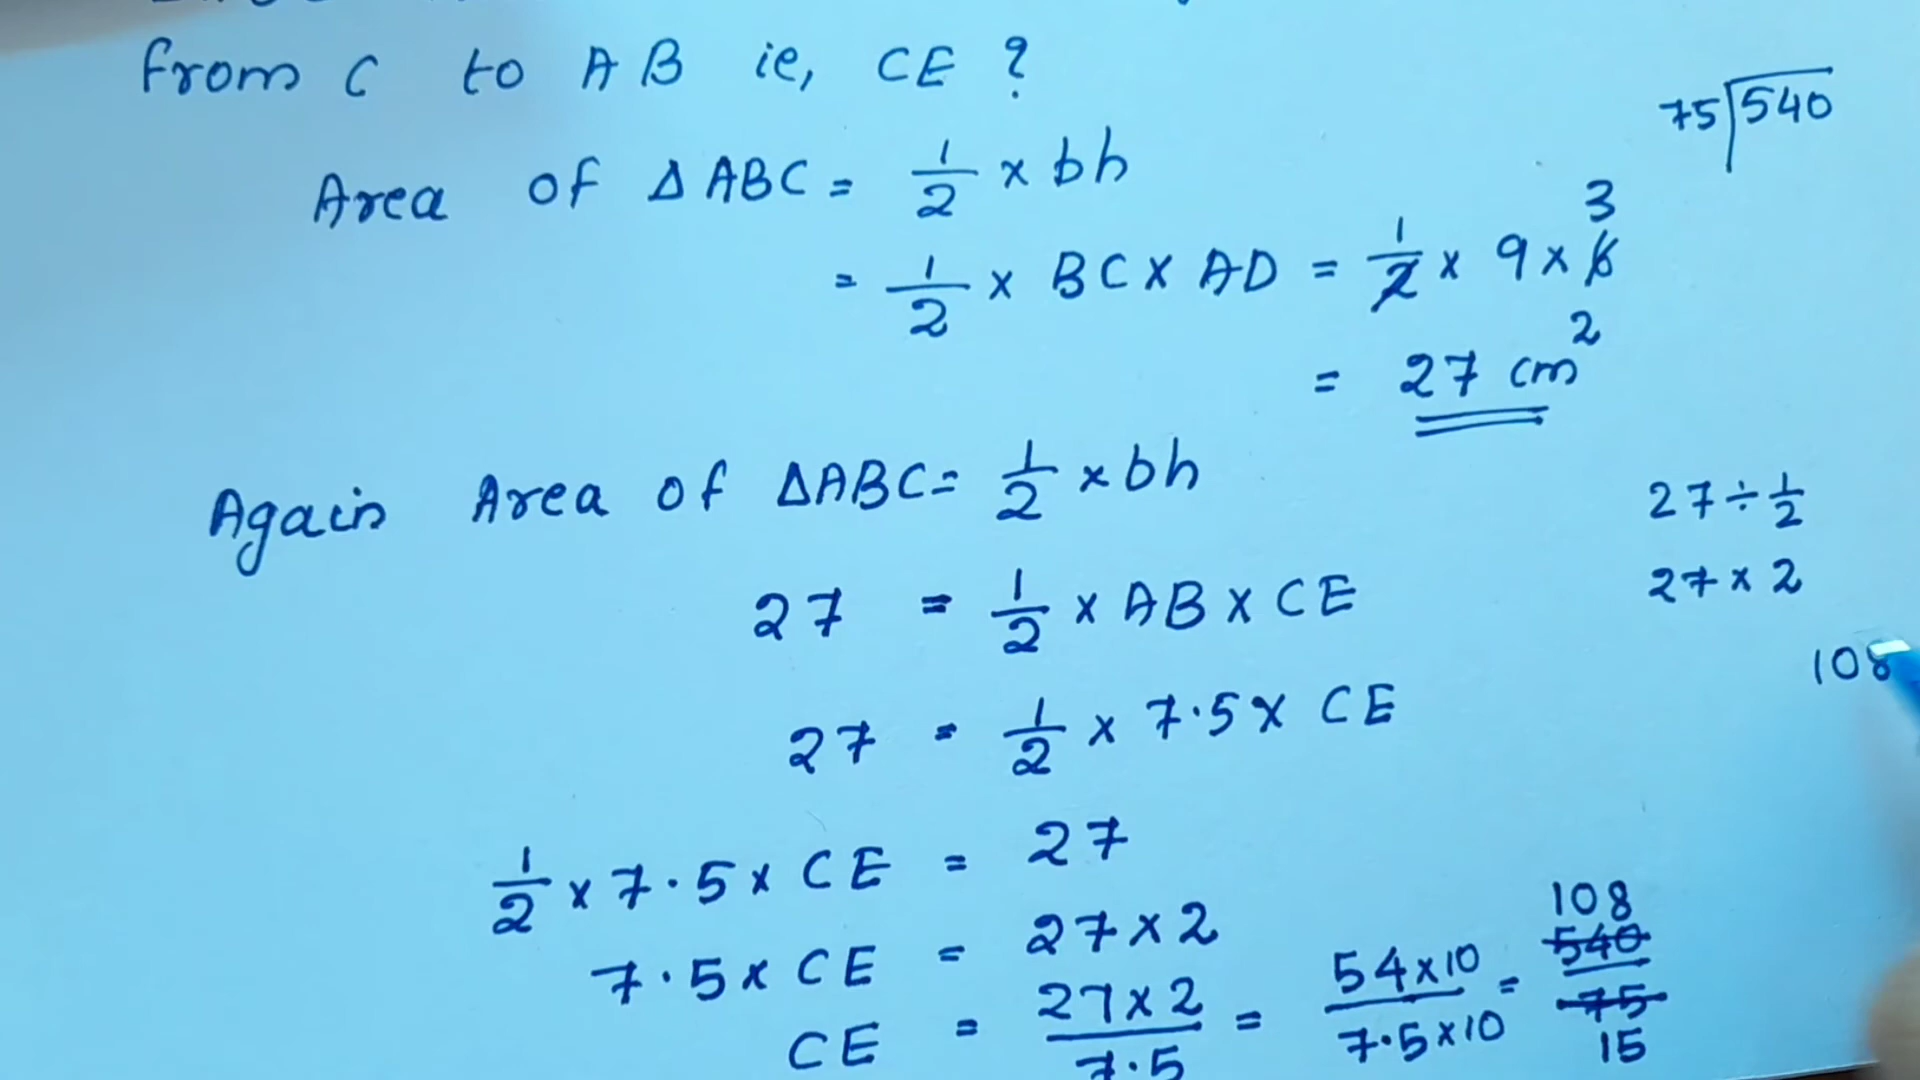 from C to AB ie, CE ?
75)540
Area of ΔABC = 1/2 × bh
= 1/2 × BC × AD = 1/2 × 9 × 6 3
= 27 cm²
Again Area of ΔABC = 1/2 × bh
27 ÷ 1/2
27 = 1/2 × AB × CE
27 × 2
108
27 = 1/2 × 7.5 × CE
1/2 × 7.5 × CE = 27
7.5 × CE = 27 × 2
CE = 27×2/7.5 = 54×10/7.5×10 = 540/75
108
15